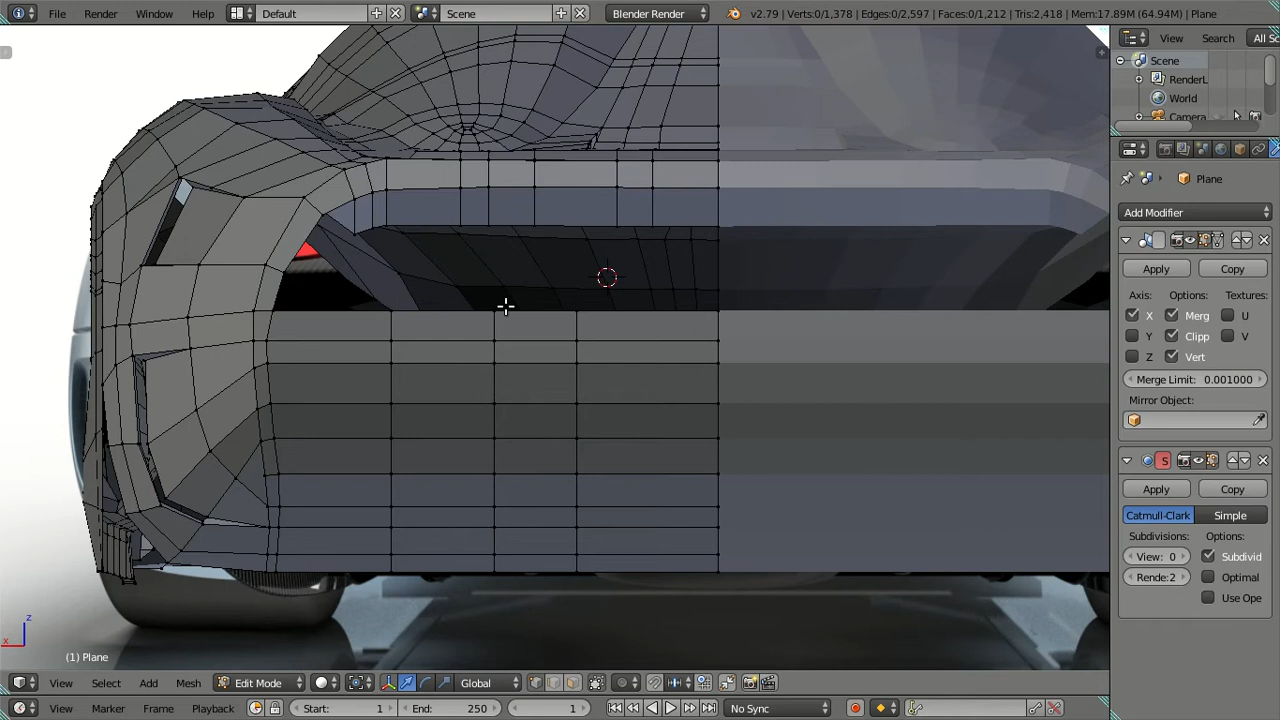 File Render Window Help Default Scene Blender Render v2.79 | Verts:0/1,378 | Edges:0/2,597 | Faces:0/1,212 | Tris:2,418 | Mem:17.89M (64.94M) | Plane
View Search All Sc
Scene
RenderL
World
Camera
Plane
Add Modifier
Apply Copy
Axis: Options: Textures:
X Merg U
Y Clipp V
Z Vert
Merge Limit: 0.001000
Mirror Object:
S
Apply Copy
Catmull-Clark Simple
Subdivisions: Options:
View: 0 Subdivid
Rende:2 Optimal
Use Ope
z
x
(1) Plane
View Select Add Mesh Edit Mode Global
View Marker Frame Playback Start: 1 End: 250 1 No Sync